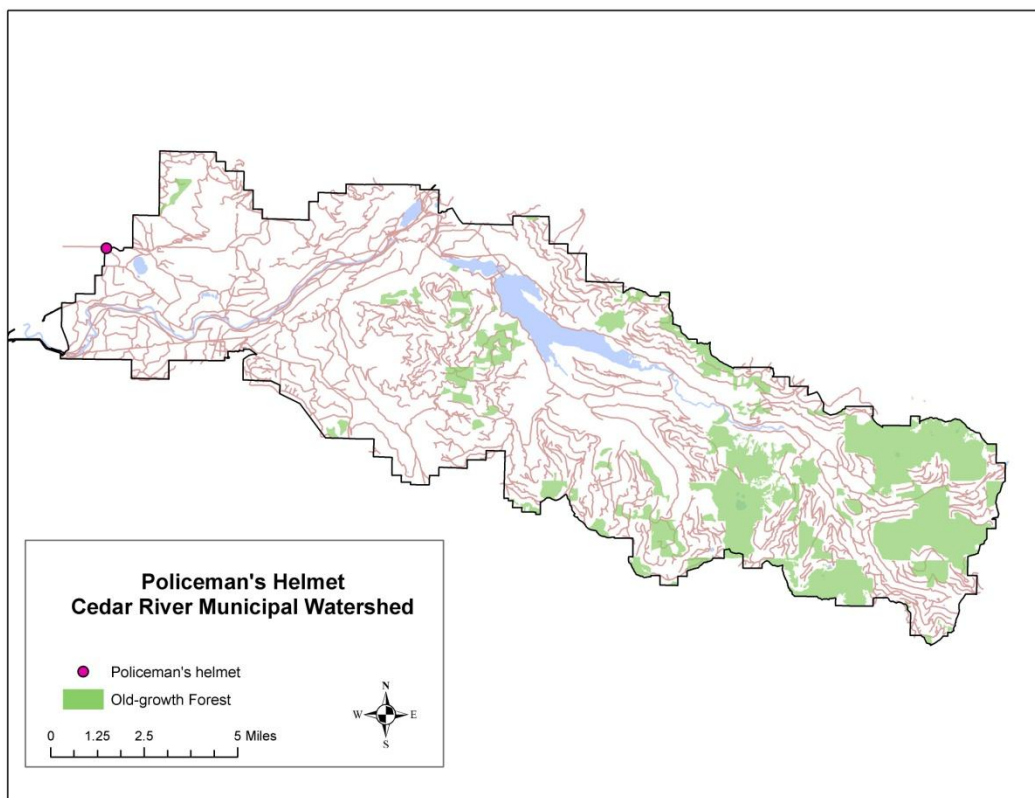 Policeman's Helmet
Cedar River Municipal Watershed
Policeman's helmet
Old-growth Forest
0 1.25 2.5 5 Miles
N
W E
S